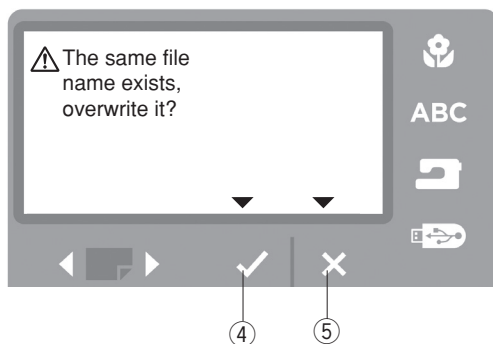 The same file
name exists,
overwrite it?
ABC
④
⑤